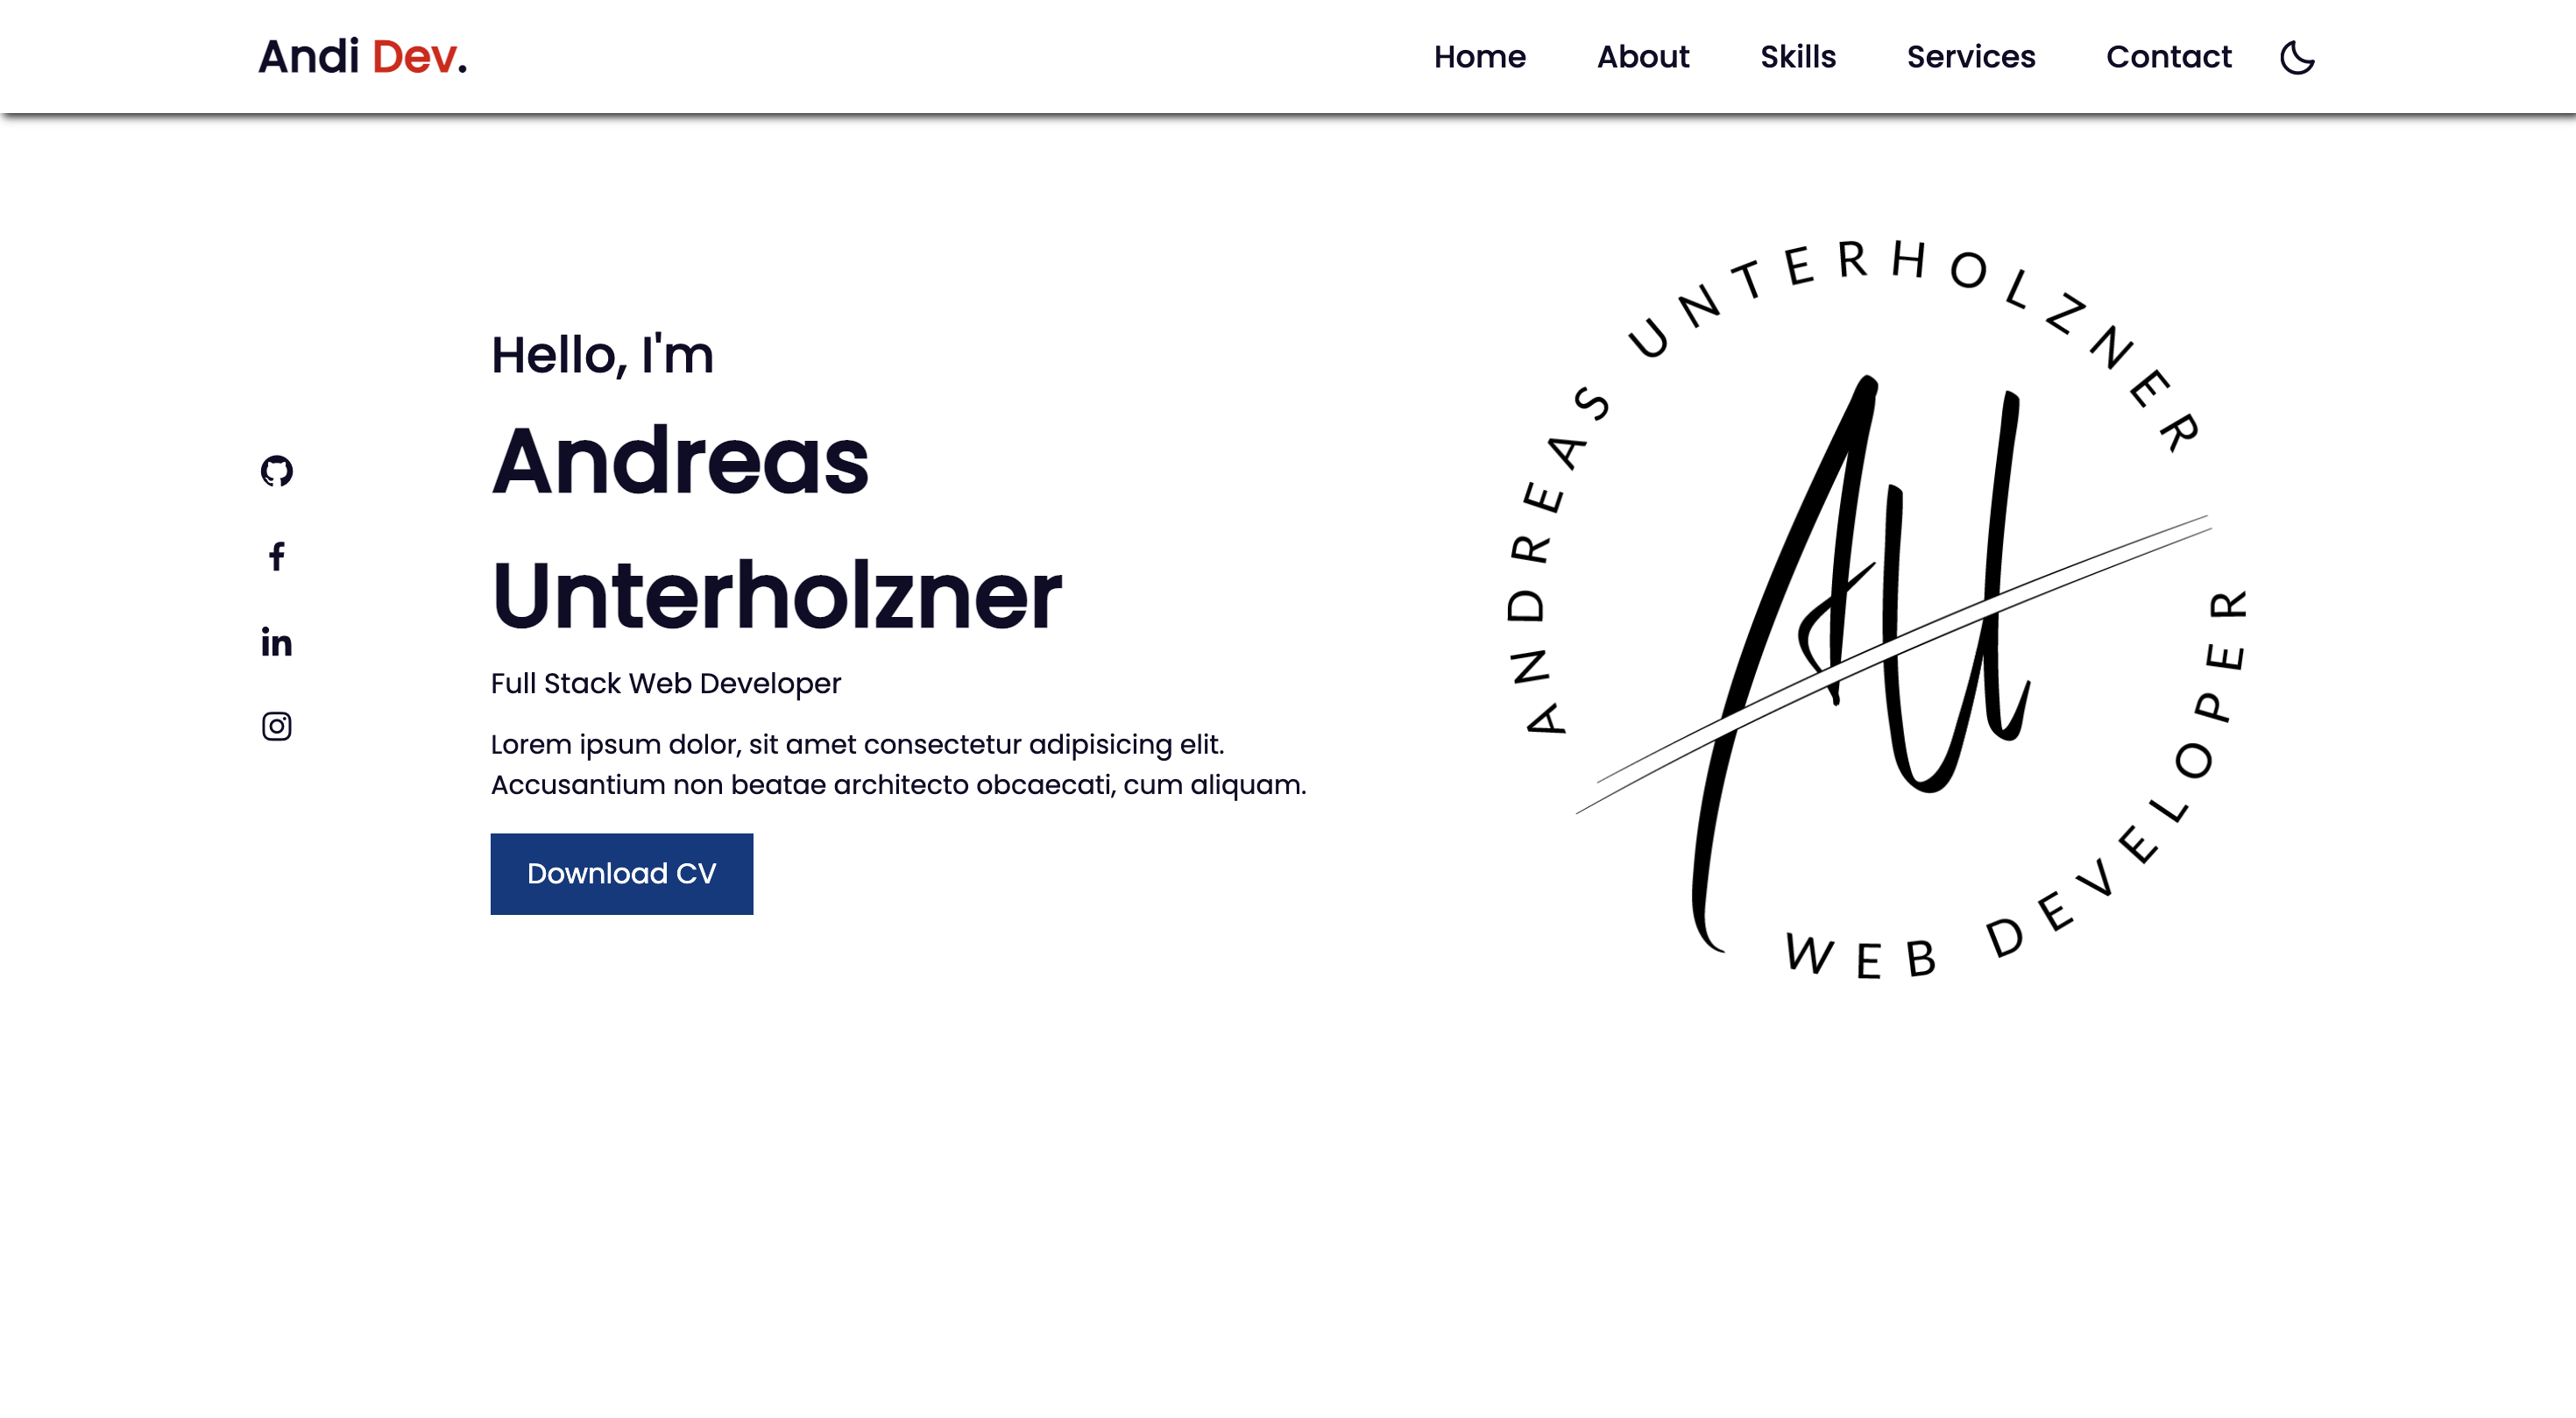 Andi Dev.
Home About Skills Services Contact
Hello, I'm
Andreas
Unterholzner
Full Stack Web Developer
Lorem ipsum dolor, sit amet consectetur adipisicing elit.
Accusantium non beatae architecto obcaecati, cum aliquam.
Download CV
ANDREAS UNTERHOLZNER
AU
WEB DEVELOPER